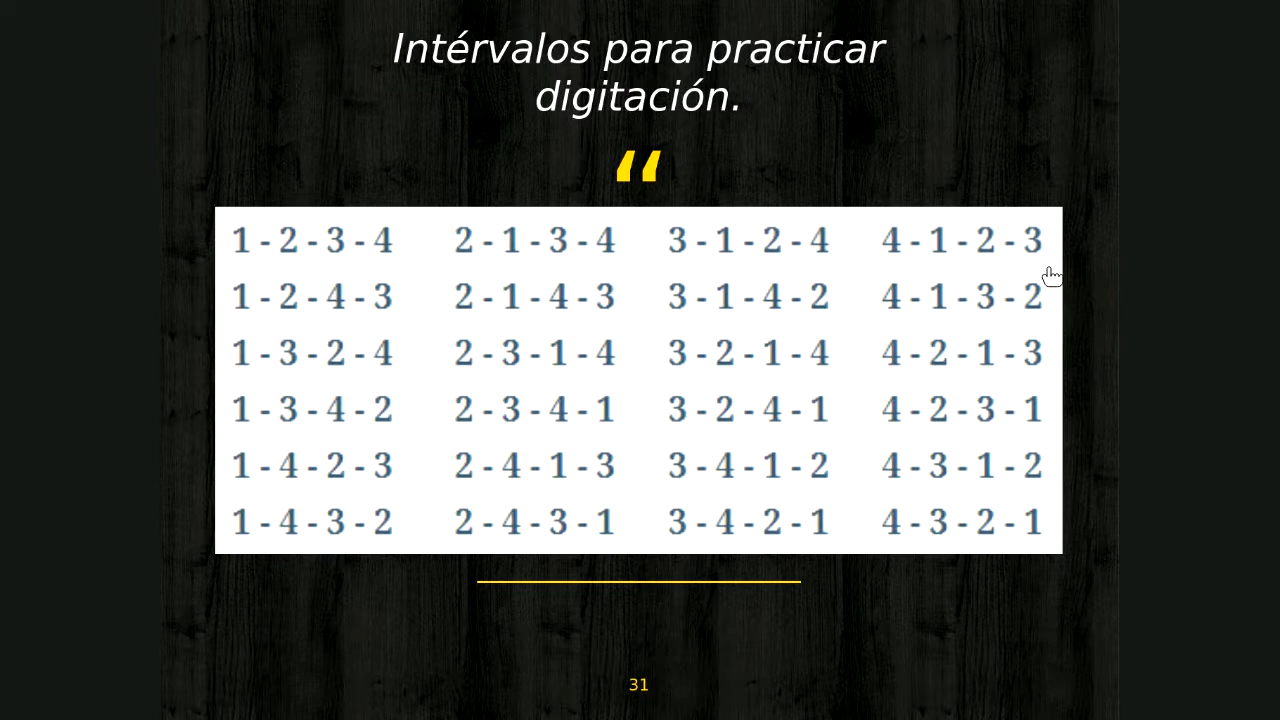 Intérvalos para practicar
digitación.
“
1 - 2 - 3 - 4 2 - 1 - 3 - 4 3 - 1 - 2 - 4 4 - 1 - 2 - 3
1 - 2 - 4 - 3 2 - 1 - 4 - 3 3 - 1 - 4 - 2 4 - 1 - 3 - 2
1 - 3 - 2 - 4 2 - 3 - 1 - 4 3 - 2 - 1 - 4 4 - 2 - 1 - 3
1 - 3 - 4 - 2 2 - 3 - 4 - 1 3 - 2 - 4 - 1 4 - 2 - 3 - 1
1 - 4 - 2 - 3 2 - 4 - 1 - 3 3 - 4 - 1 - 2 4 - 3 - 1 - 2
1 - 4 - 3 - 2 2 - 4 - 3 - 1 3 - 4 - 2 - 1 4 - 3 - 2 - 1
31